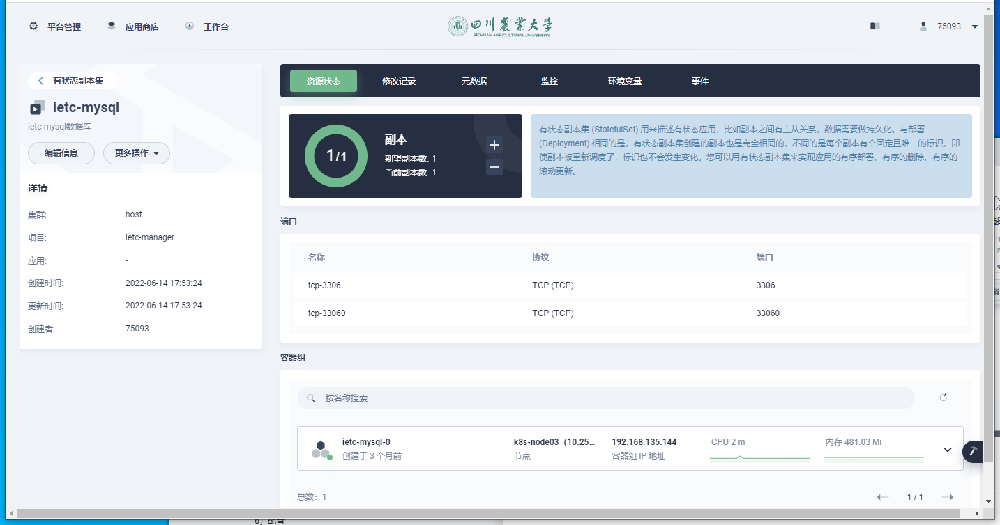 平台管理
应用商店
工作台
四川農業大学
SICHUAN AGRICULTURAL UNIVERSITY
75093
有状态副本集
ietc-mysql
ietc-mysql数据库
编辑信息
更多操作
详情
集群: host
项目: ietc-manager
应用: -
创建时间: 2022-06-14 17:53:24
更新时间: 2022-06-14 17:53:24
创建者: 75093
资源状态
修改记录
元数据
监控
环境变量
事件
1/1
副本
期望副本数: 1
当前副本数: 1
有状态副本集 (StatefulSet) 用来描述有状态应用，比如副本之间有主从关系，数据需要做持久化。与部署
(Deployment) 相同的是，有状态副本集创建的副本也是完全相同的，不同的是每个副本有个固定且唯一的标识，即
使副本被重新调度了，标识也不会发生变化。您可以用有状态副本集来实现应用的有序部署，有序的删除，有序的
滚动更新。
端口
名称 协议 端口
tcp-3306 TCP (TCP) 3306
tcp-33060 TCP (TCP) 33060
容器组
按名称搜索
ietc-mysql-0 k8s-node03（10.25... 192.168.135.144 CPU 2 m 内存 481.03 Mi
创建于 3 个月前 节点 容器组 IP 地址
总数：1
1 / 1
6）配置